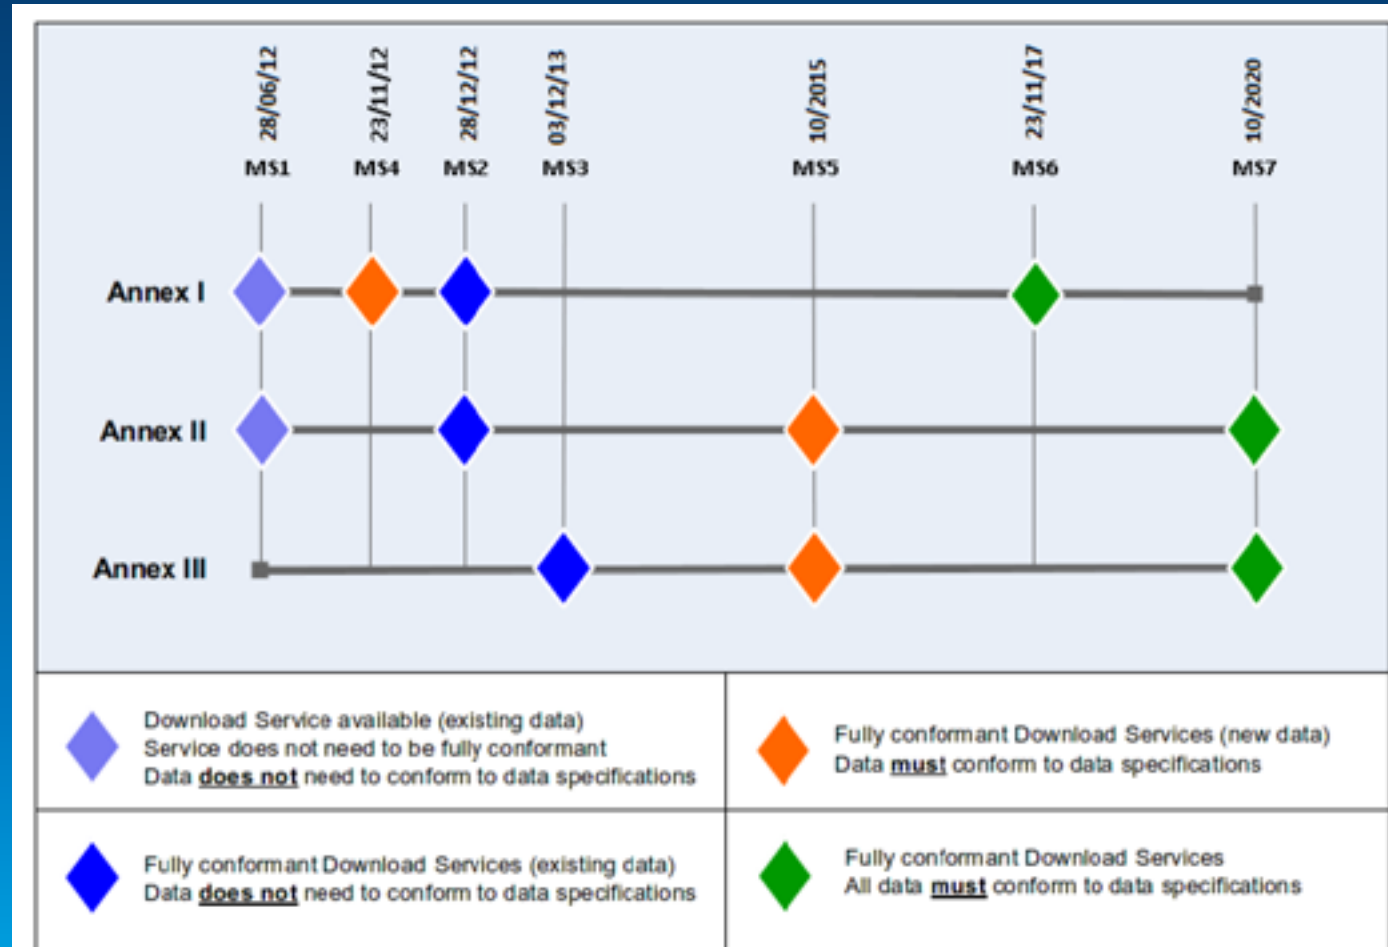 28/06/12
23/11/12
28/12/12
03/12/13
10/2015
23/11/17
10/2020
MS1
MS4
MS2
MS3
MS5
MS6
MS7
Annex I
Annex II
Annex III
Download Service available (existing data)
Service does not need to be fully conformant
Data does not need to conform to data specifications
Fully conformant Download Services (new data)
Data must conform to data specifications
Fully conformant Download Services (existing data)
Data does not need to conform to data specifications
Fully conformant Download Services
All data must conform to data specifications